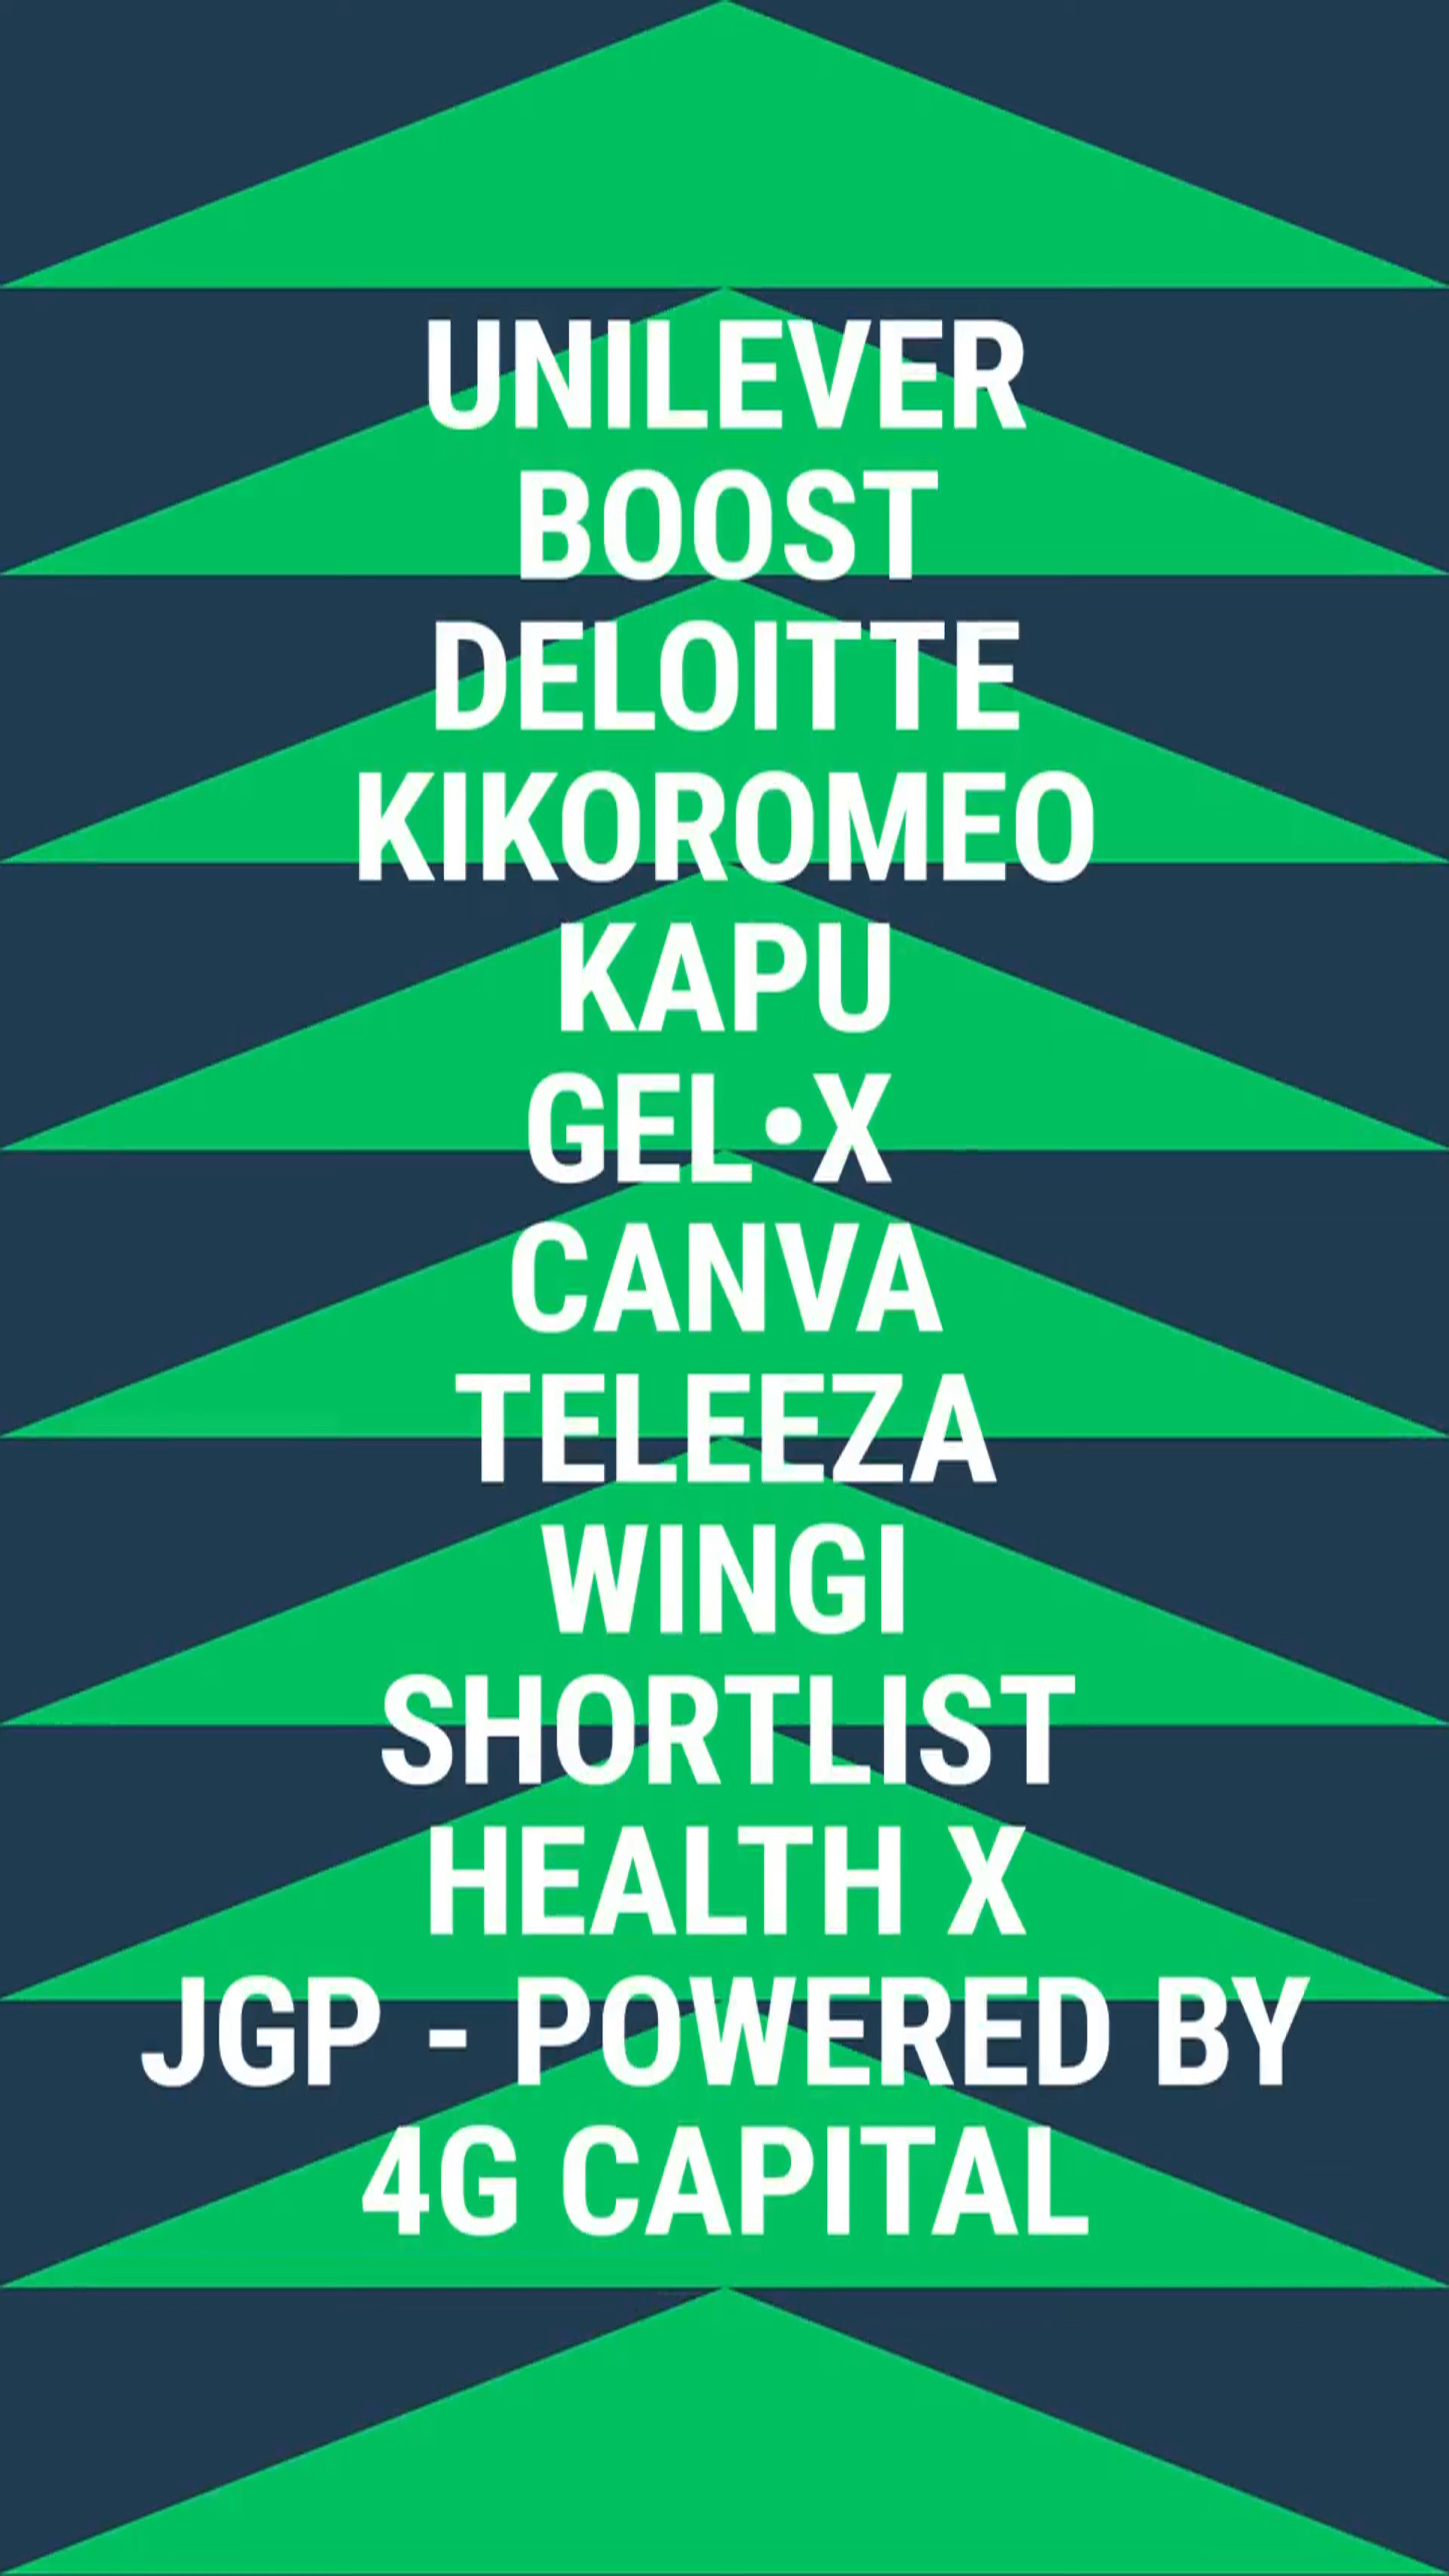 UNILEVER
BOOST
DELOITTE
KIKOROMEO
KAPU
GEL•X
CANVA
TELEEZA
WINGI
SHORTLIST
HEALTH X
JGP - POWERED BY
4G CAPITAL